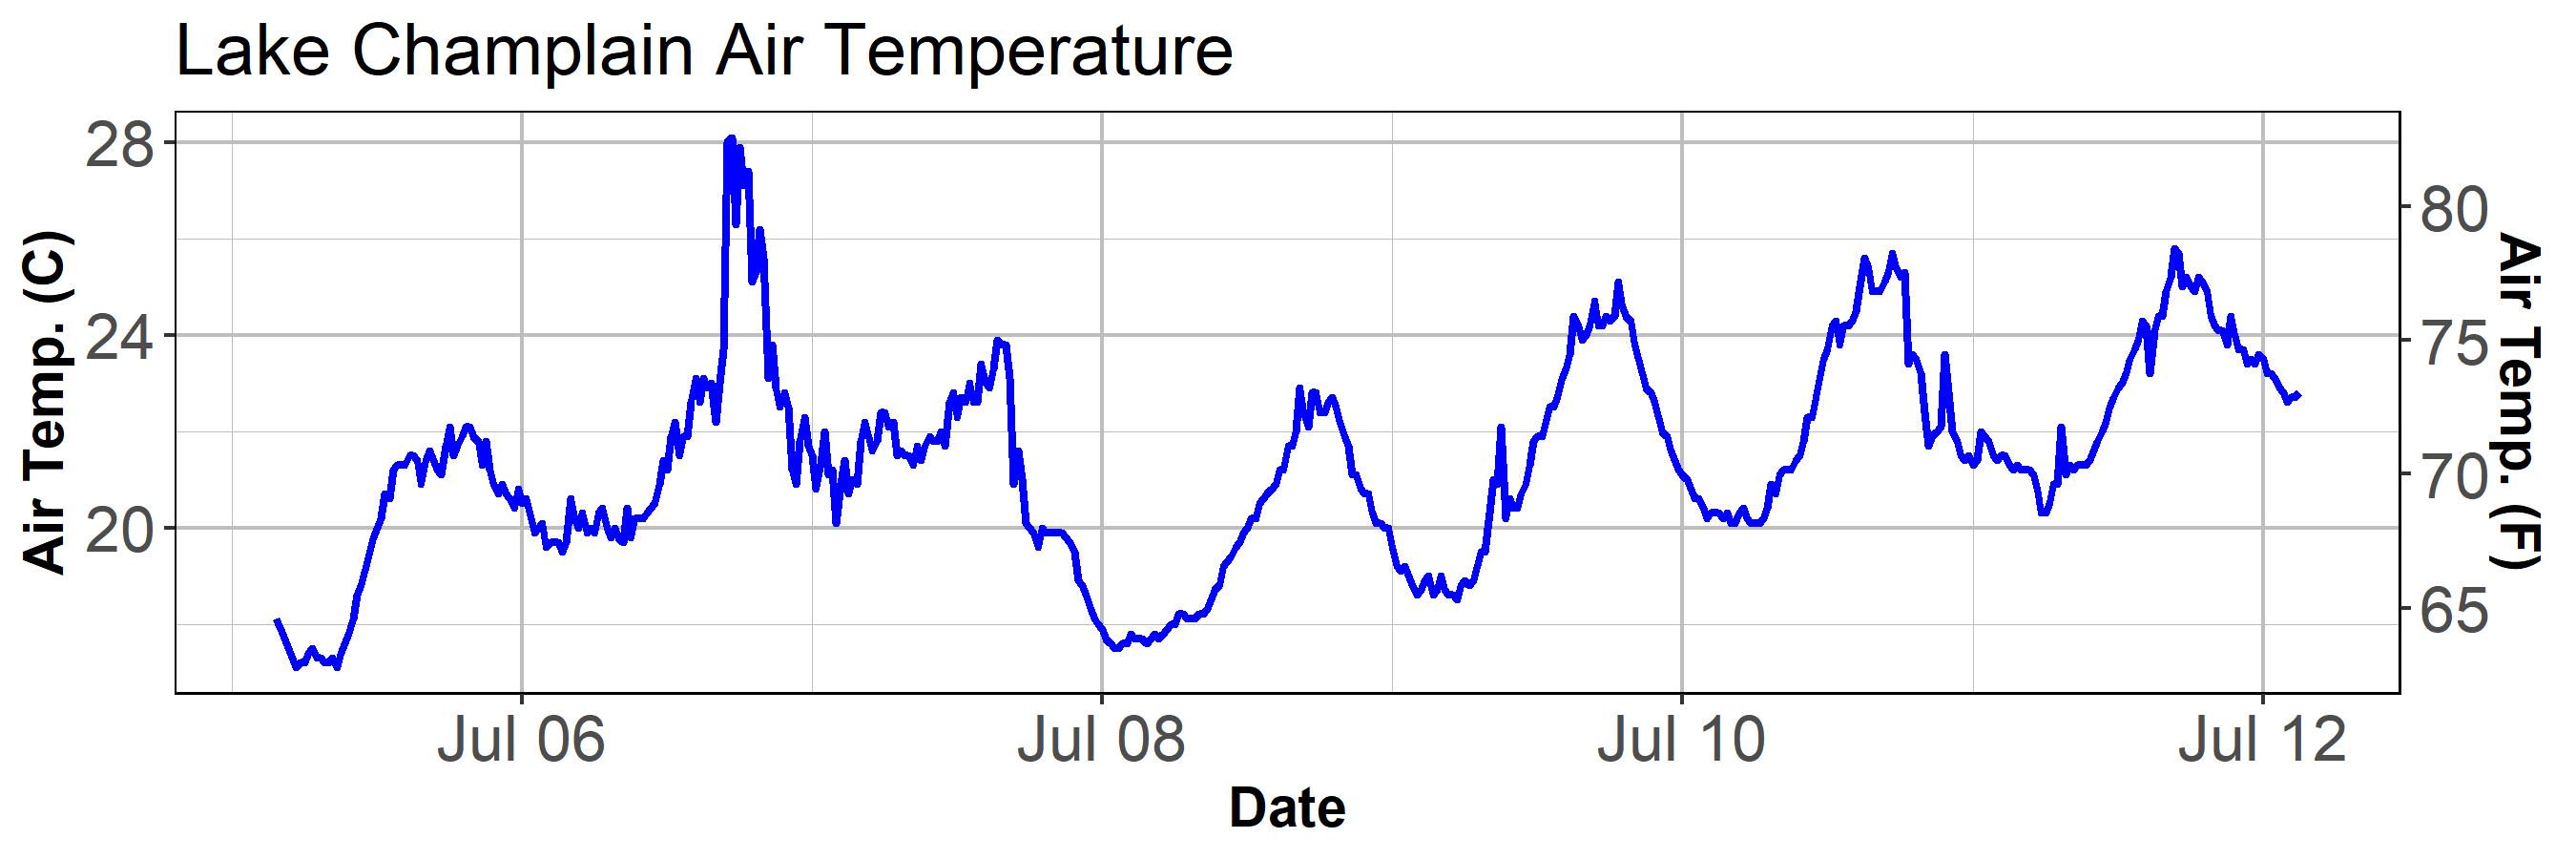 Lake Champlain Air Temperature
28
24
20
Air Temp. (C)
80
75
70
65
Air Temp. (F)
Jul 06 Jul 08 Jul 10 Jul 12
Date